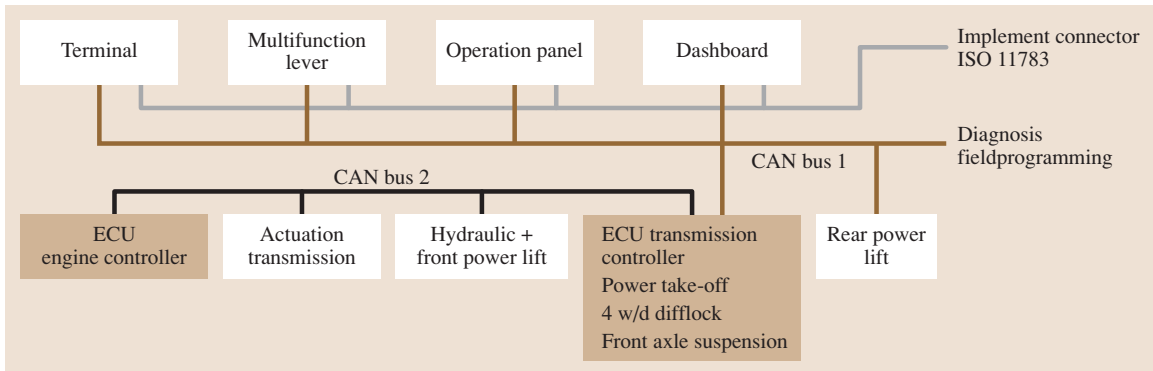 Terminal
Multifunction
lever
Operation panel
Dashboard
Implement connector
ISO 11783
Diagnosis
fieldprogramming
CAN bus 1
CAN bus 2
ECU
engine controller
Actuation
transmission
Hydraulic +
front power lift
ECU transmission
controller
Power take-off
4 w/d difflock
Front axle suspension
Rear power
lift